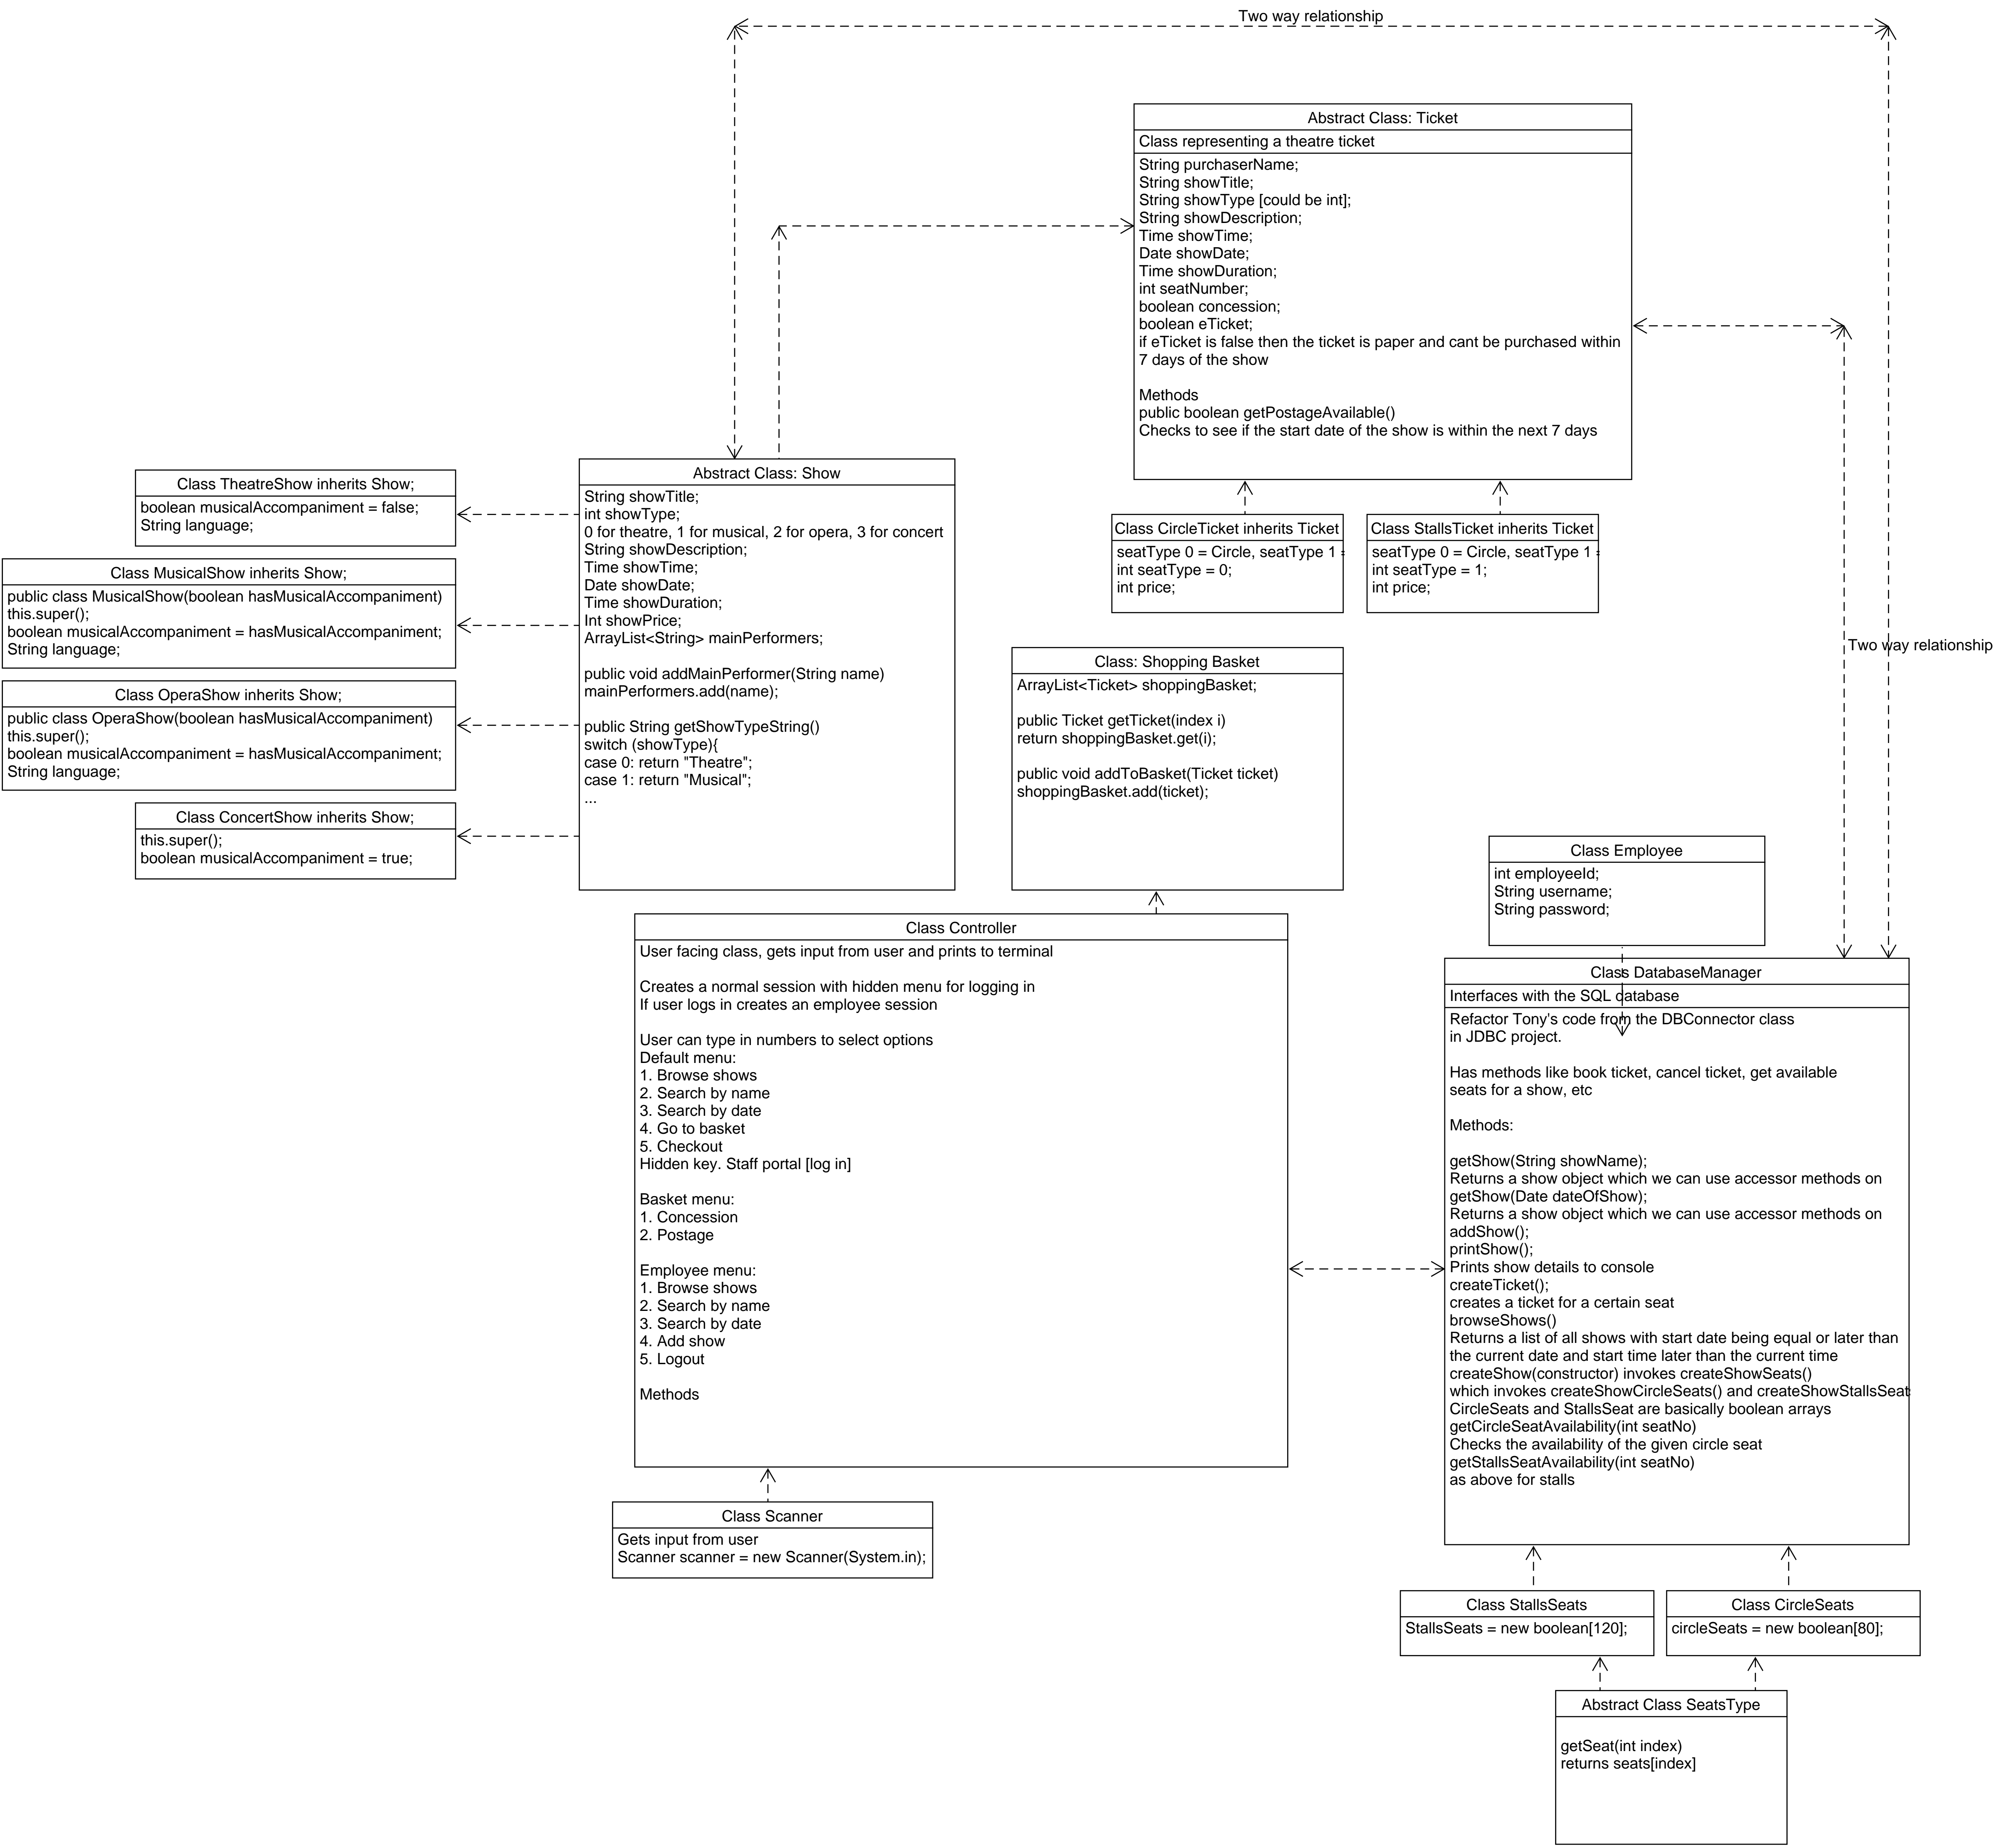 Two way relationship
Abstract Class: Ticket
Class representing a theatre ticket
String purchaserName;
String showTitle;
String showType [could be int];
String showDescription;
Time showTime;
Date showDate;
Time showDuration;
int seatNumber;
boolean concession;
boolean eTicket;
if eTicket is false then the ticket is paper and cant be purchased within
7 days of the show
Methods
public boolean getPostageAvailable()
Checks to see if the start date of the show is within the next 7 days
Class TheatreShow inherits Show;
boolean musicalAccompaniment = false;
String language;
Class MusicalShow inherits Show;
public class MusicalShow(boolean hasMusicalAccompaniment)
this.super();
boolean musicalAccompaniment = hasMusicalAccompaniment;
String language;
Class OperaShow inherits Show;
public class OperaShow(boolean hasMusicalAccompaniment)
this.super();
boolean musicalAccompaniment = hasMusicalAccompaniment;
String language;
Class ConcertShow inherits Show;
this.super();
boolean musicalAccompaniment = true;
Abstract Class: Show
String showTitle;
int showType;
0 for theatre, 1 for musical, 2 for opera, 3 for concert
String showDescription;
Time showTime;
Date showDate;
Time showDuration;
Int showPrice;
ArrayList<String> mainPerformers;
public void addMainPerformer(String name)
mainPerformers.add(name);
public String getShowTypeString()
switch (showType){
case 0: return "Theatre";
case 1: return "Musical";
...
Class CircleTicket inherits Ticket
seatType 0 = Circle, seatType 1 =
int seatType = 0;
int price;
Class StallsTicket inherits Ticket
seatType 0 = Circle, seatType 1 =
int seatType = 1;
int price;
Two way relationship
Class: Shopping Basket
ArrayList<Ticket> shoppingBasket;
public Ticket getTicket(index i)
return shoppingBasket.get(i);
public void addToBasket(Ticket ticket)
shoppingBasket.add(ticket);
Class Employee
int employeeId;
String username;
String password;
Class Controller
User facing class, gets input from user and prints to terminal
Creates a normal session with hidden menu for logging in
If user logs in creates an employee session
User can type in numbers to select options
Default menu:
1. Browse shows
2. Search by name
3. Search by date
4. Go to basket
5. Checkout
Hidden key. Staff portal [log in]
Basket menu:
1. Concession
2. Postage
Employee menu:
1. Browse shows
2. Search by name
3. Search by date
4. Add show
5. Logout
Methods
Class DatabaseManager
Interfaces with the SQL database
Refactor Tony's code from the DBConnector class
in JDBC project.
Has methods like book ticket, cancel ticket, get available
seats for a show, etc
Methods:
getShow(String showName);
Returns a show object which we can use accessor methods on
getShow(Date dateOfShow);
Returns a show object which we can use accessor methods on
addShow();
printShow();
Prints show details to console
createTicket();
creates a ticket for a certain seat
browseShows()
Returns a list of all shows with start date being equal or later than
the current date and start time later than the current time
createShow(constructor) invokes createShowSeats()
which invokes createShowCircleSeats() and createShowStallsSeat
CircleSeats and StallsSeat are basically boolean arrays
getCircleSeatAvailability(int seatNo)
Checks the availability of the given circle seat
getStallsSeatAvailability(int seatNo)
as above for stalls
Class Scanner
Gets input from user
Scanner scanner = new Scanner(System.in);
Class StallsSeats
StallsSeats = new boolean[120];
Class CircleSeats
circleSeats = new boolean[80];
Abstract Class SeatsType
getSeat(int index)
returns seats[index]